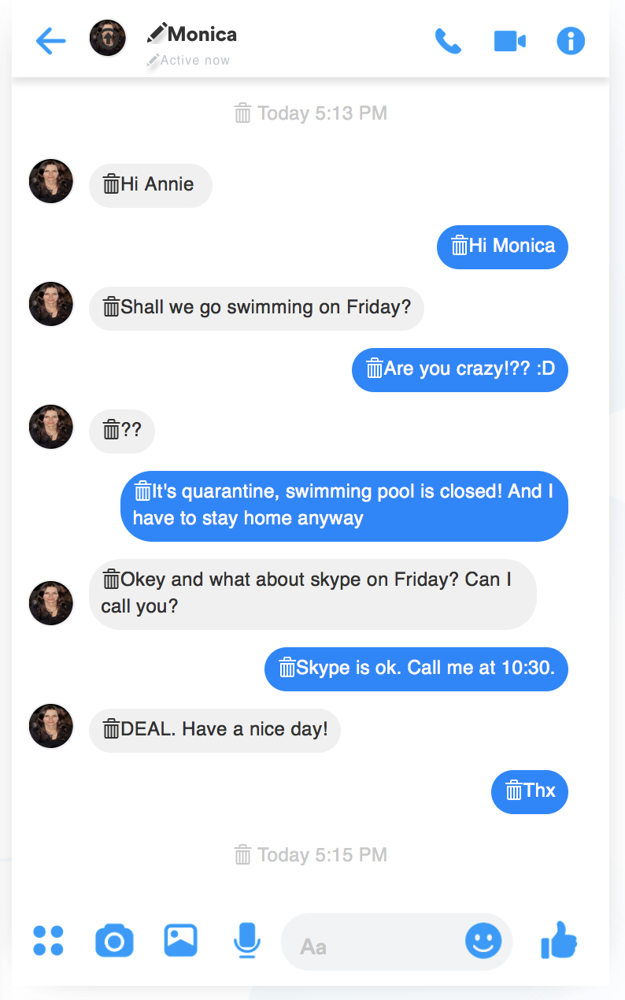 Monica
Active now
Today 5:13 PM
Hi Annie
Hi Monica
Shall we go swimming on Friday?
Are you crazy!?? :D
??
It's quarantine, swimming pool is closed! And I
have to stay home anyway
Okey and what about skype on Friday? Can I
call you?
Skype is ok. Call me at 10:30.
DEAL. Have a nice day!
Thx
Today 5:15 PM
Aa